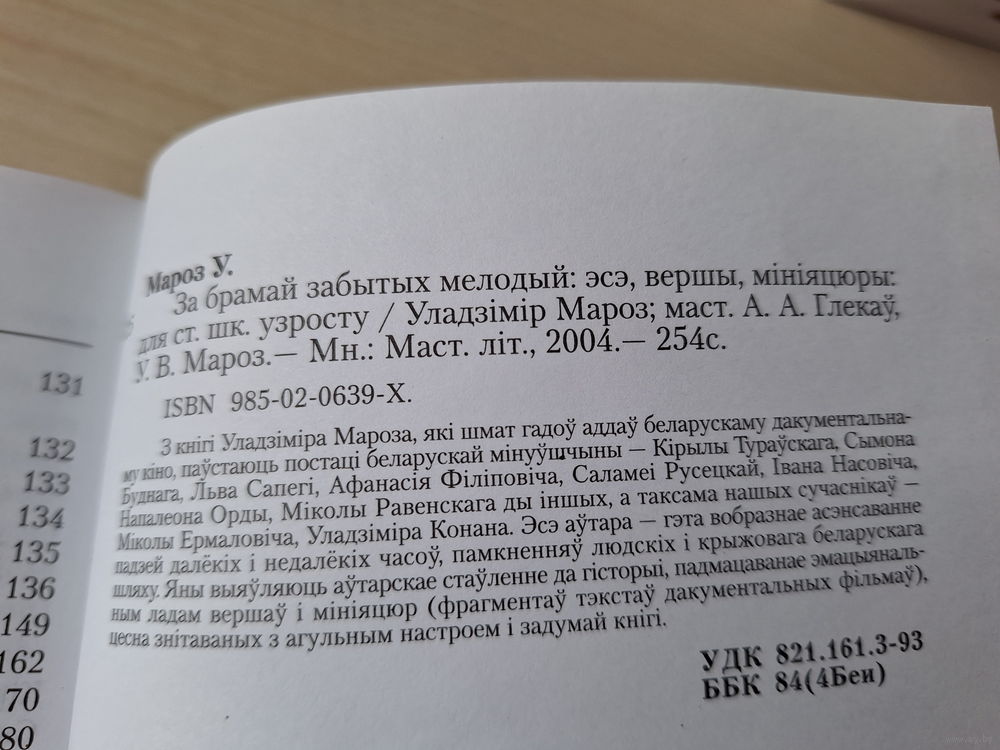 131
132
133
134
135
136
149
162
70
80
Мароз У.
За брамай забытых мелодый: эсэ, вершы, мініяцюры:
для ст. шк. узросту / Уладзімір Мароз; маст. А. А. Глекаў,
У. В. Мароз.— Мн.: Маст. літ., 2004.— 254с.
ISBN 985-02-0639-X.
З кнігі Уладзіміра Мароза, які шмат гадоў аддаў беларускаму дакументальна-
му кіно, паўстаюць постаці беларускай мінуўшчыны — Кірылы Тураўскага, Сымона
Буднага, Льва Сапегі, Афанасія Філіповіча, Саламеі Русецкай, Івана Насовіча,
Напалеона Орды, Міколы Равенскага ды іншых, а таксама нашых сучаснікаў —
Міколы Ермаловіча, Уладзіміра Конана. Эсэ аўтара — гэта вобразнае асэнсаванне
падзей далёкіх і недалёкіх часоў, памкненняў людскіх і крыжовага беларускага
шляху. Яны выяўляюць аўтарскае стаўленне да гісторыі, падмацаванае эмацыяналь-
ным ладам вершаў і мініяцюр (фрагментаў тэкстаў дакументальных фільмаў),
цесна знітаваных з агульным настроем і задумай кнігі.
УДК 821.161.3-93
ББК 84(4Беи)